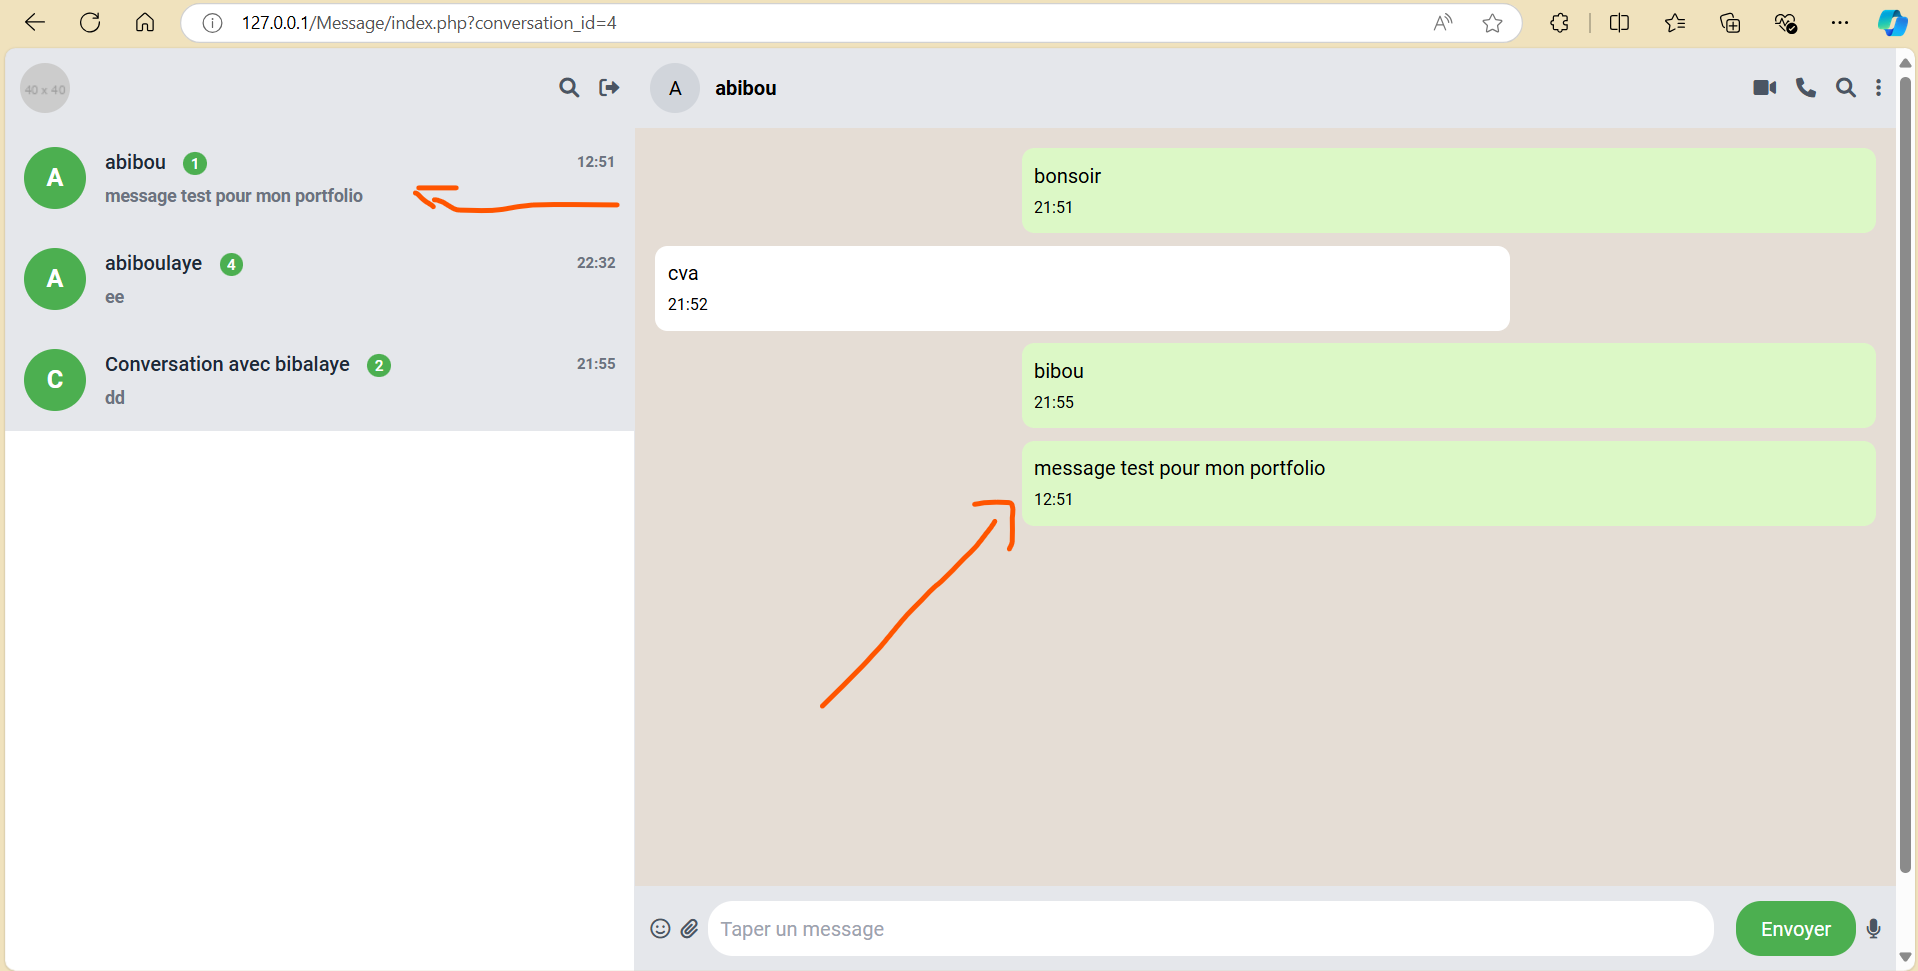 127.0.0.1/Message/index.php?conversation_id=4
40 x 40
A abibou
abibou 1 12:51
A
message test pour mon portfolio
abiboulaye 4 22:32
A
ee
Conversation avec bibalaye 2 21:55
C
dd
bonsoir
21:51
cva
21:52
bibou
21:55
message test pour mon portfolio
12:51
Taper un message
Envoyer